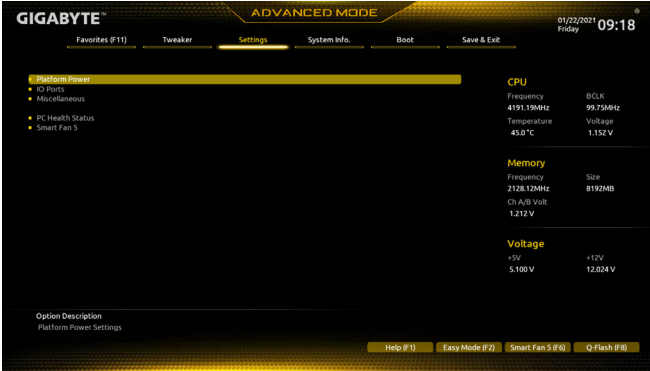 GIGABYTE™
ADVANCED MODE
01/22/2021 09:18
Friday
Favorites (F11) Tweaker Settings System Info. Boot Save & Exit
Platform Power
IO Ports
Miscellaneous
PC Health Status
Smart Fan 5
CPU
Frequency BCLK
4191.19MHz 99.75MHz
Temperature Voltage
45.0 °C 1.152 V
Memory
Frequency Size
2128.12MHz 8192MB
Ch A/B Volt
1.212 V
Voltage
+5V +12V
5.100 V 12.024 V
Option Description
Platform Power Settings
Help (F1) Easy Mode (F2) Smart Fan 5 (F6) Q-Flash (F8)